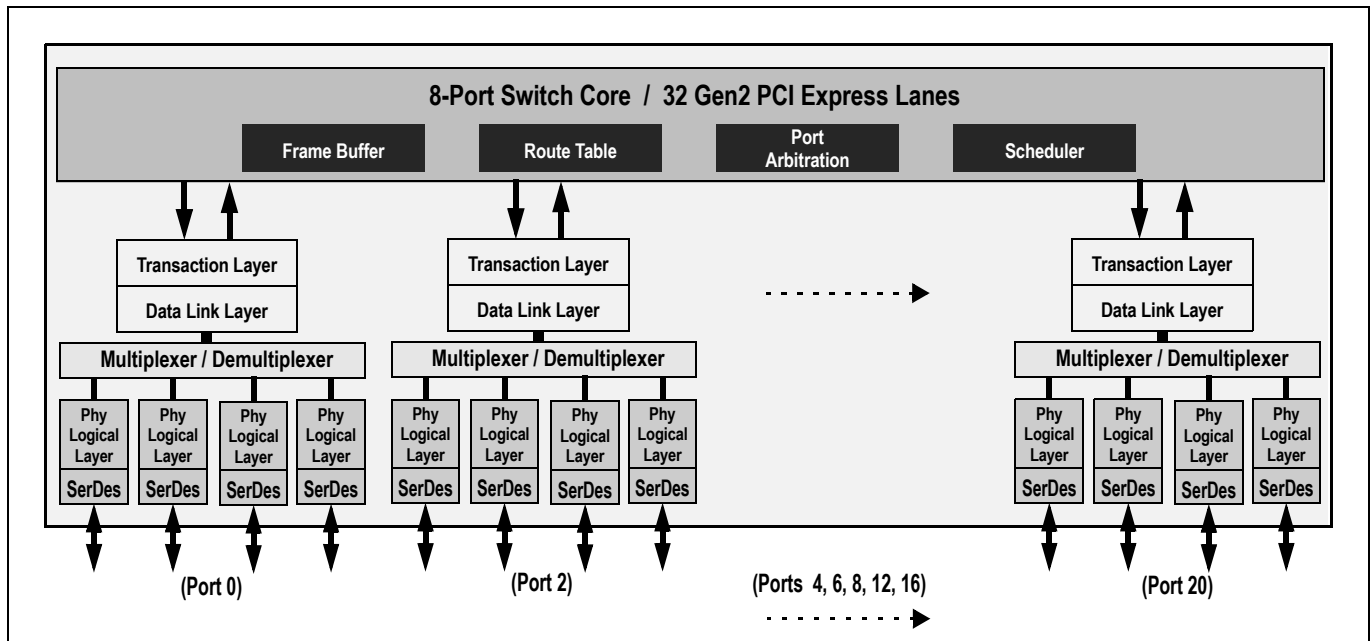 8-Port Switch Core / 32 Gen2 PCI Express Lanes
Frame Buffer
Route Table
Port
Arbitration
Scheduler
Transaction Layer
Data Link Layer
Multiplexer / Demultiplexer
Phy
Logical
Layer
SerDes
Phy
Logical
Layer
SerDes
Phy
Logical
Layer
SerDes
Phy
Logical
Layer
SerDes
(Port 0)
Transaction Layer
Data Link Layer
Multiplexer / Demultiplexer
Phy
Logical
Layer
SerDes
Phy
Logical
Layer
SerDes
Phy
Logical
Layer
SerDes
Phy
Logical
Layer
SerDes
(Port 2)
(Ports 4, 6, 8, 12, 16)
Transaction Layer
Data Link Layer
Multiplexer / Demultiplexer
Phy
Logical
Layer
SerDes
Phy
Logical
Layer
SerDes
Phy
Logical
Layer
SerDes
Phy
Logical
Layer
SerDes
(Port 20)